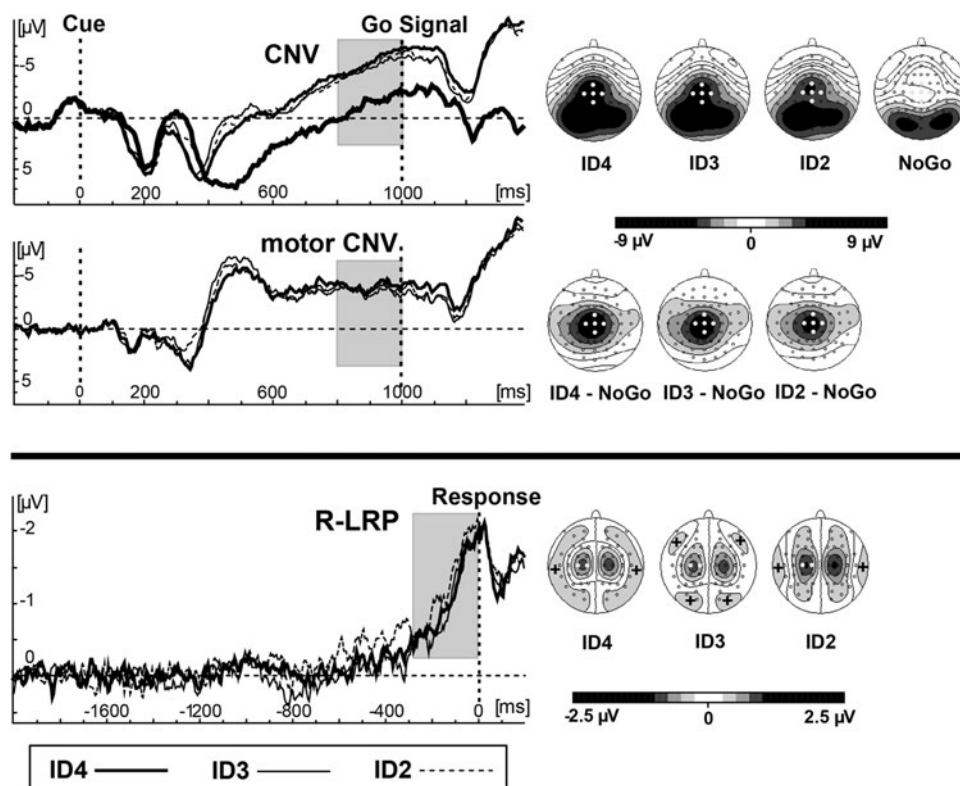 [µV] Cue Go Signal
CNV
-5
0
5
0 200 600 1000 [ms]
ID4 ID3 ID2 NoGo
-9 µV 0 9 µV
[µV]
motor CNV
-5
0
5
0 200 600 1000 [ms]
ID4 - NoGo ID3 - NoGo ID2 - NoGo
[µV] Response
R-LRP
-2
-1
0
-1600 -1200 -800 -400 0 [ms]
ID4 ID3 ID2
-2.5 µV 0 2.5 µV
ID4 ID3 ID2